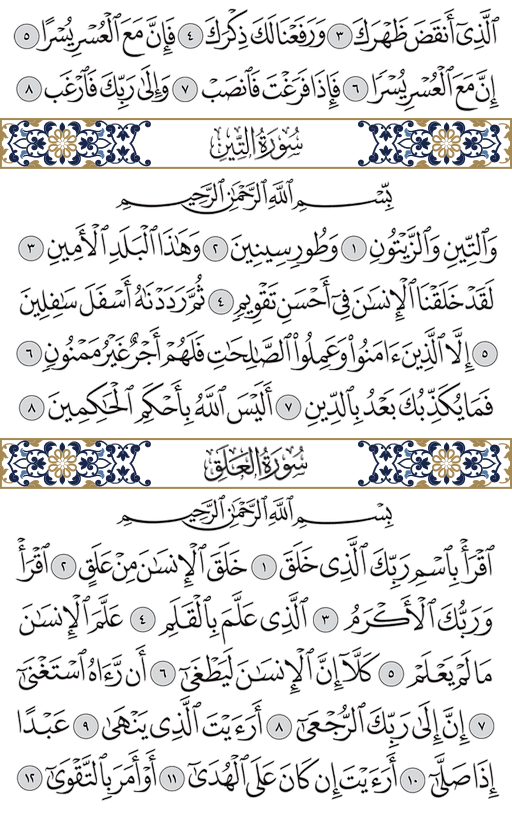 ٱلَّذِىٓ أَنقَضَ ظَهْرَكَ ٣ وَرَفَعْنَا لَكَ ذِكْرَكَ ٤ فَإِنَّ مَعَ ٱلْعُسْرِ يُسْرًا ٥
إِنَّ مَعَ ٱلْعُسْرِ يُسْرًا ٦ فَإِذَا فَرَغْتَ فَٱنصَبْ ٧ وَإِلَىٰ رَبِّكَ فَٱرْغَب ٨
سُورَةُ التِّينِ
بِّسْمِ ٱللَّهِ ٱلرَّحْمَٰنِ ٱلرَّحِيمِ
وَٱلتِّينِ وَٱلزَّيْتُونِ ١ وَطُورِ سِينِينَ ٢ وَهَٰذَا ٱلْبَلَدِ ٱلْأَمِينِ ٣
لَقَدْ خَلَقْنَا ٱلْإِنسَٰنَ فِىٓ أَحْسَنِ تَقْوِيمٍ ٤ ثُمَّ رَدَدْنَٰهُ أَسْفَلَ سَٰفِلِينَ
٥ إِلَّا ٱلَّذِينَ ءَامَنُوا۟ وَعَمِلُوا۟ ٱلصَّٰلِحَٰتِ فَلَهُمْ أَجْرٌ غَيْرُ مَمْنُونٍ ٦
فَمَا يُكَذِّبُكَ بَعْدُ بِٱلدِّينِ ٧ أَلَيْسَ ٱللَّهُ بِأَحْكَمِ ٱلْحَٰكِمِينَ ٨
سُورَةُ العَلَقِ
بِسْمِ ٱللَّهِ ٱلرَّحْمَٰنِ ٱلرَّحِيمِ
ٱقْرَأْ بِٱسْمِ رَبِّكَ ٱلَّذِى خَلَقَ ١ خَلَقَ ٱلْإِنسَٰنَ مِنْ عَلَقٍ ٢ ٱقْرَأْ
وَرَبُّكَ ٱلْأَكْرَمُ ٣ ٱلَّذِى عَلَّمَ بِٱلْقَلَمِ ٤ عَلَّمَ ٱلْإِنسَٰنَ
مَا لَمْ يَعْلَمْ ٥ كَلَّآ إِنَّ ٱلْإِنسَٰنَ لَيَطْغَىٰٓ ٦ أَن رَّءَاهُ ٱسْتَغْنَىٰٓ
٧ إِنَّ إِلَىٰ رَبِّكَ ٱلرُّجْعَىٰٓ ٨ أَرَءَيْتَ ٱلَّذِى يَنْهَىٰ ٩ عَبْدًا
إِذَا صَلَّىٰٓ ١٠ أَرَءَيْتَ إِن كَانَ عَلَى ٱلْهُدَىٰٓ ١١ أَوْ أَمَرَ بِٱلتَّقْوَىٰٓ ١٢